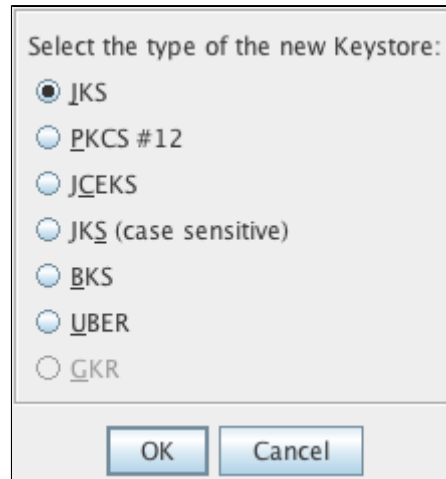 Select the type of the new Keystore:
JKS
PKCS #12
JCEKS
JKS (case sensitive)
BKS
UBER
GKR
OK
Cancel